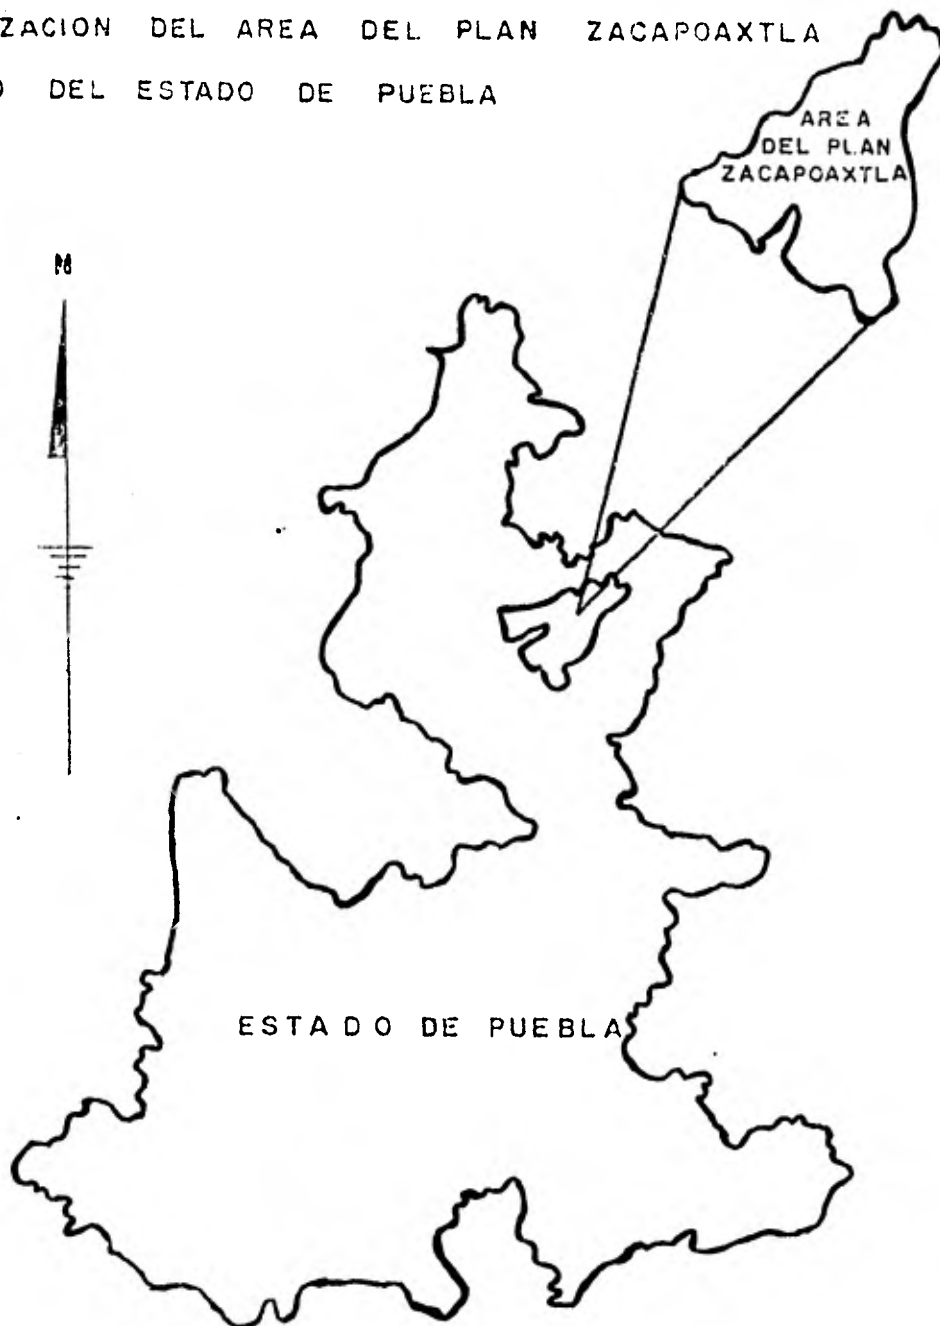 ZACION DEL AREA DEL PLAN ZACAPOAXTLA
O DEL ESTADO DE PUEBLA
AREA
DEL PLAN
ZACAPOAXTLA
N
ESTADO DE PUEBLA